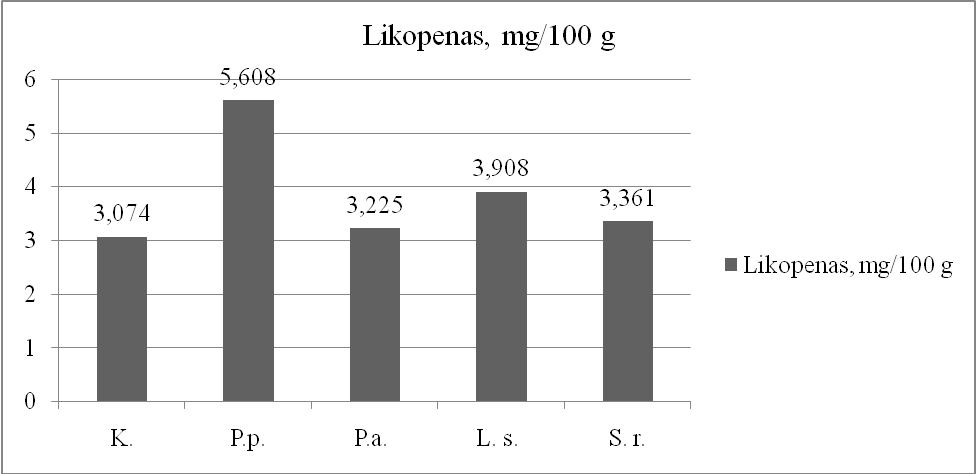 Likopenas, mg/100 g
6
5
4
3
2
1
0
3,074
5,608
3,225
3,908
3,361
K.
P.p.
P.a.
L. s.
S. r.
Likopenas, mg/100 g